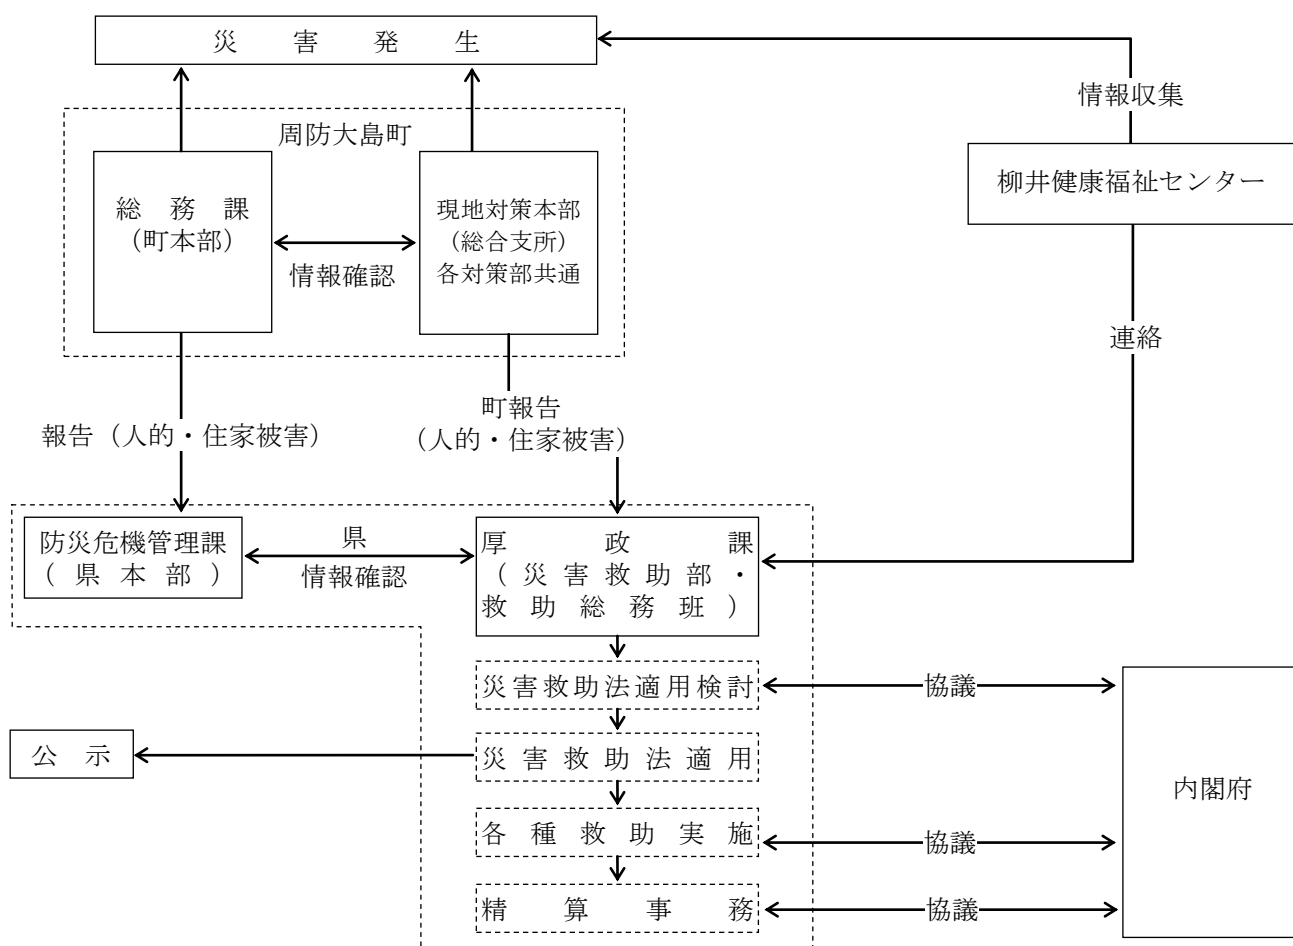 災害発生
情報収集
周防大島町
柳井健康福祉センター
総務課
（町本部）
現地対策本部
（総合支所）
各対策部共通
情報確認
連絡
町報告
（人的・住家被害）
報告（人的・住家被害）
防災危機管理課
（県本部）
県
情報確認
厚政課
（災害救助部・
救助総務班）
災害救助法適用検討
協議
公示
災害救助法適用
内閣府
各種救助実施
協議
精算事務
協議